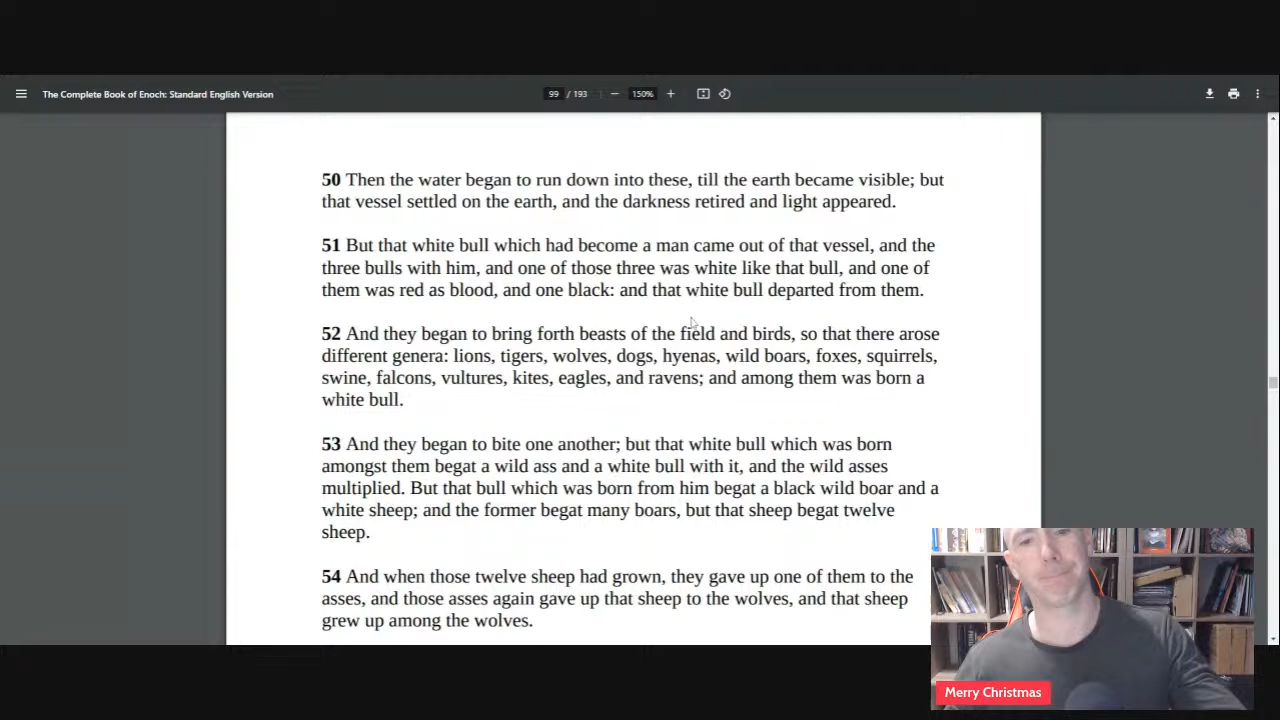 The Complete Book of Enoch: Standard English Version
99 / 193
150%
50 Then the water began to run down into these, till the earth became visible; but
that vessel settled on the earth, and the darkness retired and light appeared.
51 But that white bull which had become a man came out of that vessel, and the
three bulls with him, and one of those three was white like that bull, and one of
them was red as blood, and one black: and that white bull departed from them.
52 And they began to bring forth beasts of the field and birds, so that there arose
different genera: lions, tigers, wolves, dogs, hyenas, wild boars, foxes, squirrels,
swine, falcons, vultures, kites, eagles, and ravens; and among them was born a
white bull.
53 And they began to bite one another; but that white bull which was born
amongst them begat a wild ass and a white bull with it, and the wild asses
multiplied. But that bull which was born from him begat a black wild boar and a
white sheep; and the former begat many boars, but that sheep begat twelve
sheep.
54 And when those twelve sheep had grown, they gave up one of them to the
asses, and those asses again gave up that sheep to the wolves, and that sheep
grew up among the wolves.
Merry Christmas